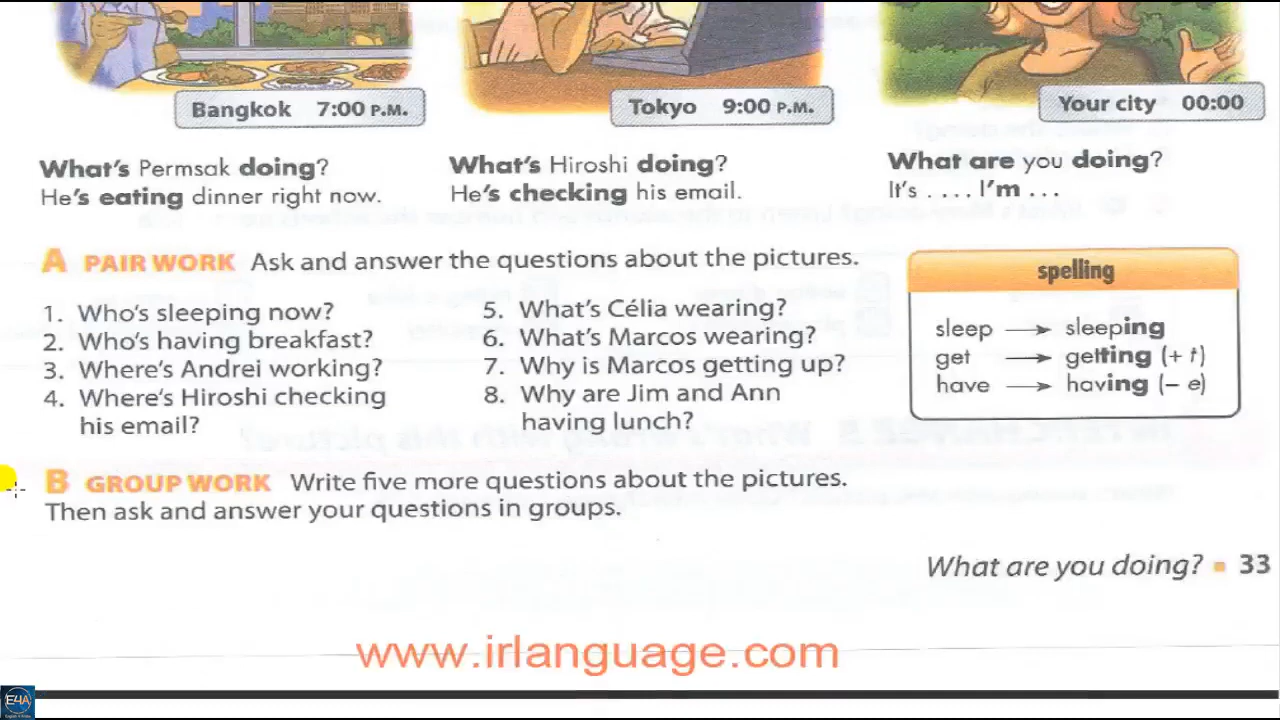 Bangkok 7:00 P.M.
Tokyo 9:00 P.M.
Your city 00:00
What's Permsak doing?
He's eating dinner right now.
What's Hiroshi doing?
He's checking his email.
What are you doing?
It's . . . . I'm . . .
A PAIR WORK Ask and answer the questions about the pictures.
1. Who's sleeping now?
2. Who's having breakfast?
3. Where's Andrei working?
4. Where's Hiroshi checking
his email?
5. What's Célia wearing?
6. What's Marcos wearing?
7. Why is Marcos getting up?
8. Why are Jim and Ann
having lunch?
spelling
sleep → sleeping
get → getting (+ t)
have → having (− e)
B GROUP WORK Write five more questions about the pictures.
Then ask and answer your questions in groups.
What are you doing? ▪ 33
www.irlanguage.com
E4A